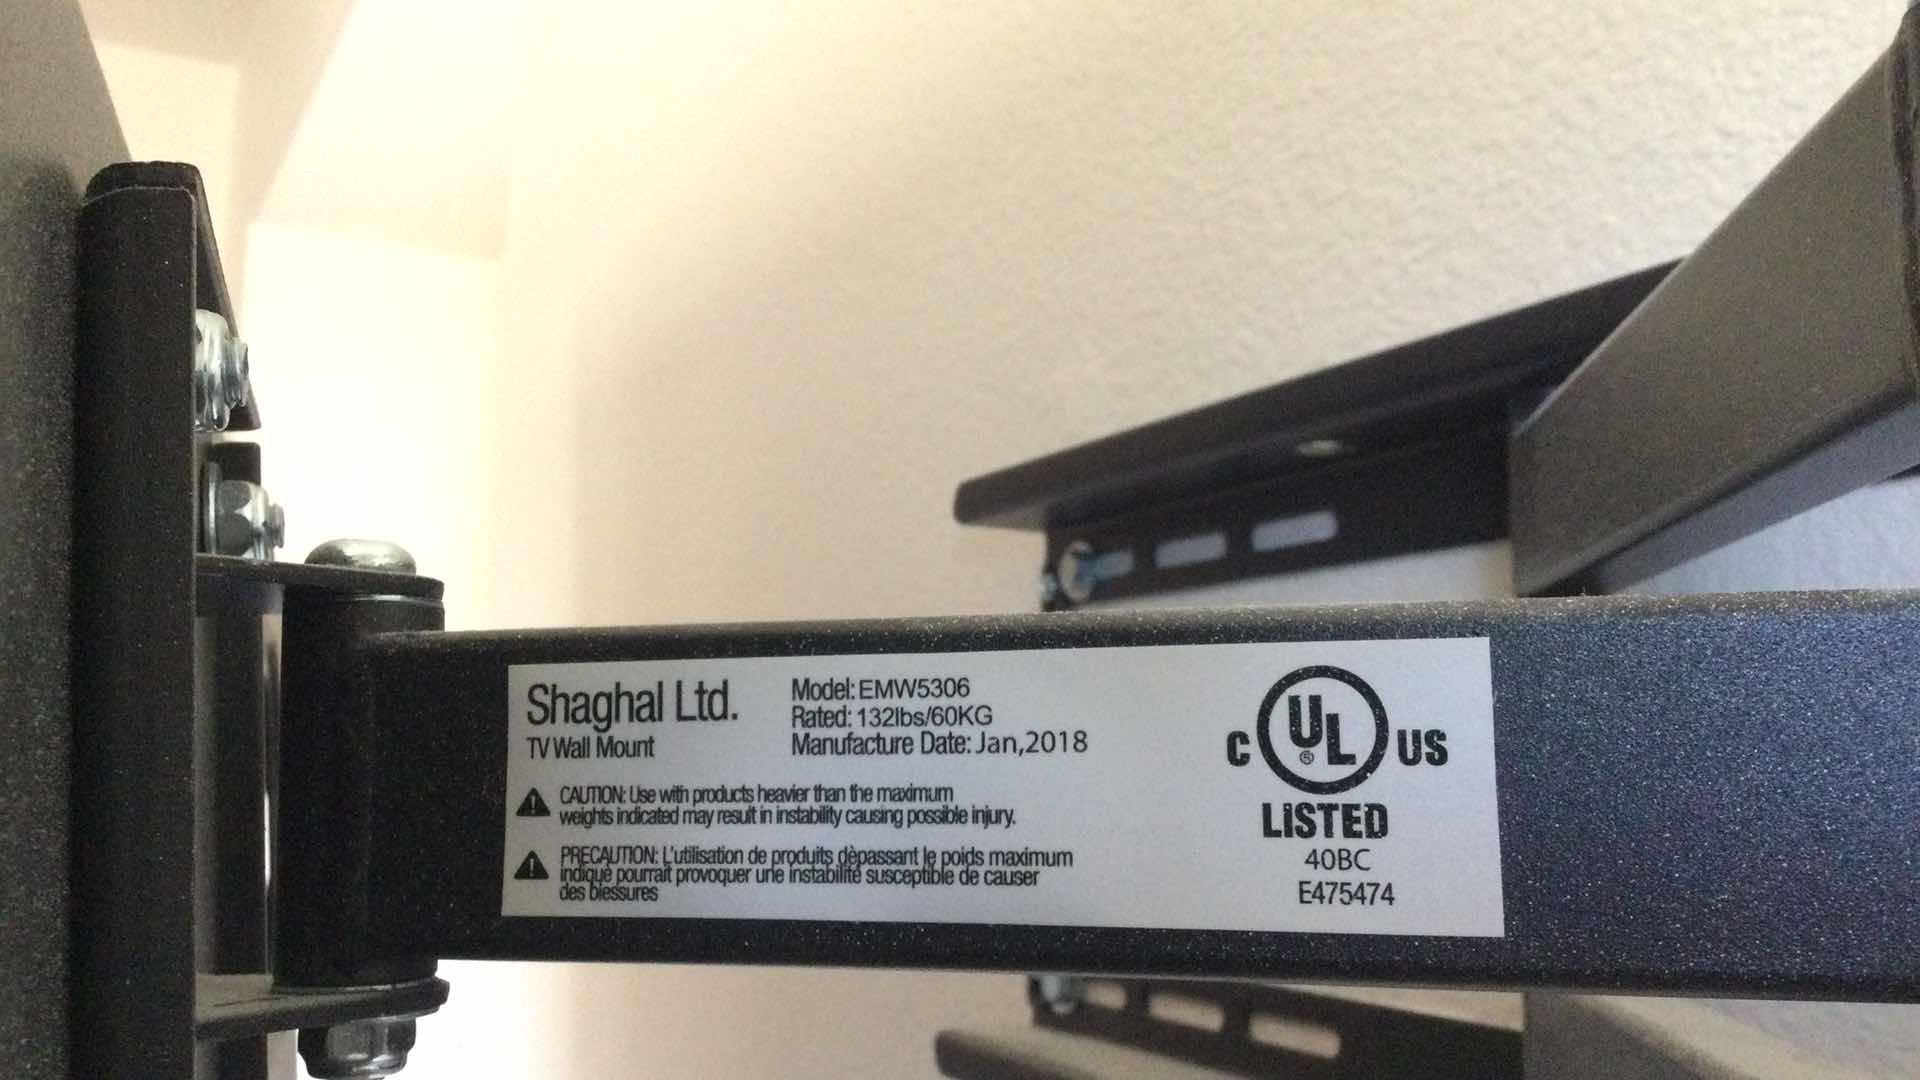 Shaghal Ltd.
TV Wall Mount
Model: EMW5306
Rated: 132lbs/60KG
Manufacture Date: Jan,2018
CAUTION: Use with products heavier than the maximum
weights indicated may result in instability causing possible injury.
PRECAUTION: L'utilisation de produits dèpassant le poids maximum
indiqué pourrait provoquer une instabilité susceptible de causer
des blessures
C UL ® US
LISTED
40BC
E475474